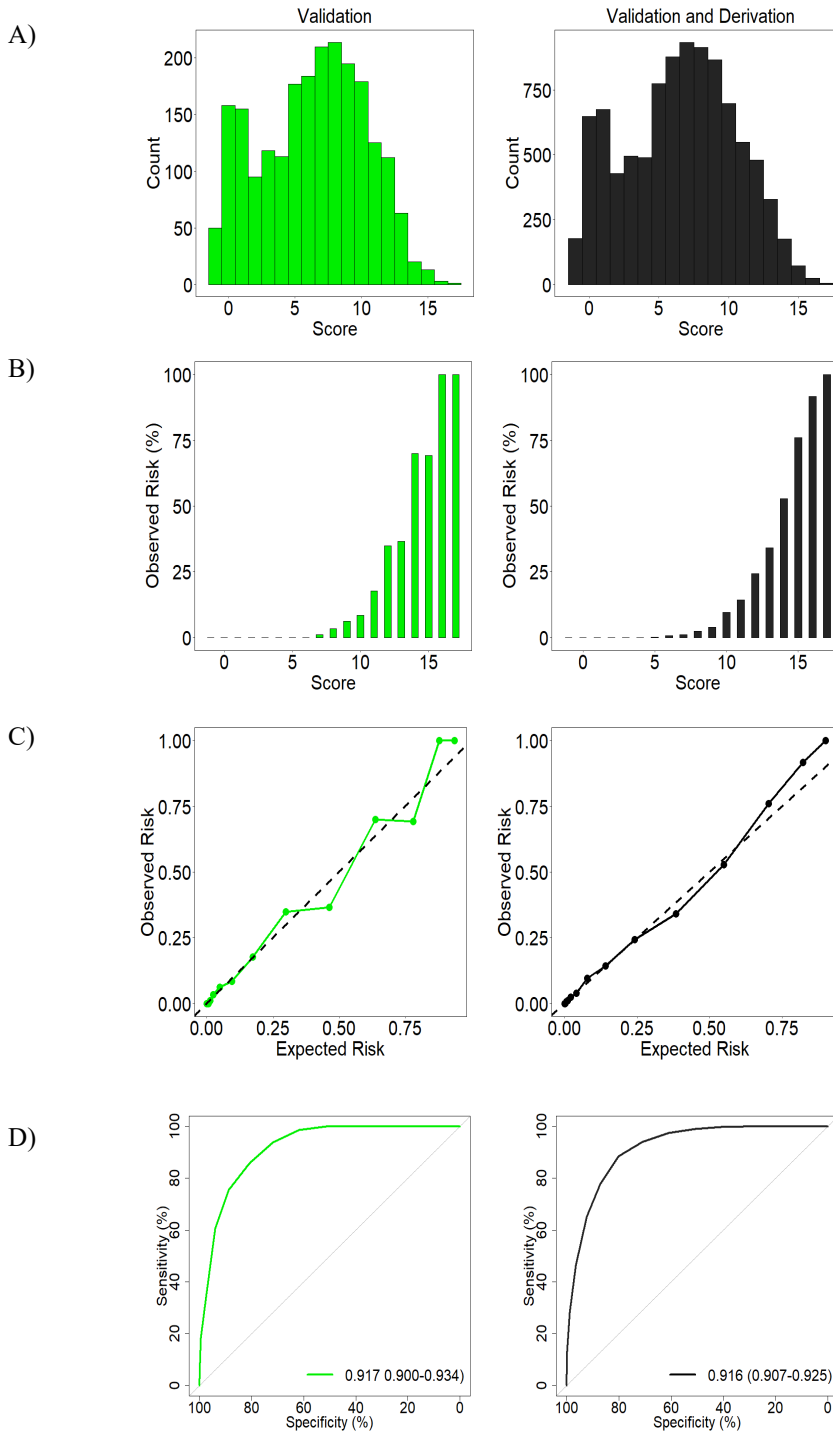 Validation
Validation and Derivation
A)
200
150
100
50
0
Count
0 5 10 15
Score
750
500
250
0
Count
0 5 10 15
Score
B)
100
75
50
25
0
Observed Risk (%)
0 5 10 15
Score
100
75
50
25
0
Observed Risk (%)
0 5 10 15
Score
C)
1.00
0.75
0.50
0.25
0.00
Observed Risk
0.00 0.25 0.50 0.75
Expected Risk
1.00
0.75
0.50
0.25
0.00
Observed Risk
0.00 0.25 0.50 0.75
Expected Risk
D)
100
80
60
40
20
0
Sensitivity (%)
0.917 0.900-0.934)
100 80 60 40 20 0
Specificity (%)
100
80
60
40
20
0
Sensitivity (%)
0.916 (0.907-0.925)
100 80 60 40 20 0
Specificity (%)